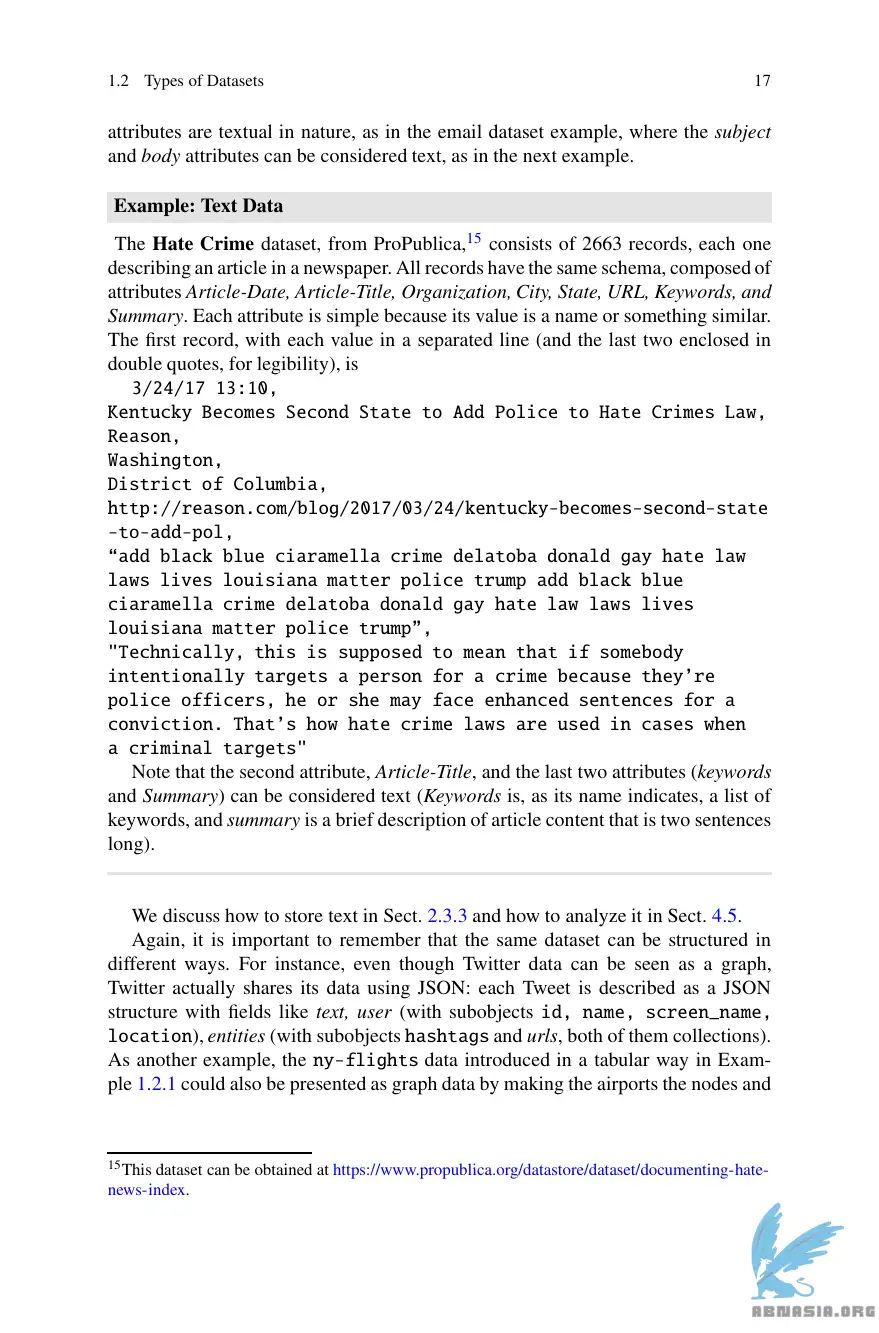 1.2 Types of Datasets 17
attributes are textual in nature, as in the email dataset example, where the subject
and body attributes can be considered text, as in the next example.
Example: Text Data
The Hate Crime dataset, from ProPublica,15 consists of 2663 records, each one
describing an article in a newspaper. All records have the same schema, composed of
attributes Article-Date, Article-Title, Organization, City, State, URL, Keywords, and
Summary. Each attribute is simple because its value is a name or something similar.
The first record, with each value in a separated line (and the last two enclosed in
double quotes, for legibility), is
3/24/17 13:10,
Kentucky Becomes Second State to Add Police to Hate Crimes Law,
Reason,
Washington,
District of Columbia,
http://reason.com/blog/2017/03/24/kentucky-becomes-second-state
-to-add-pol,
“add black blue ciaramella crime delatoba donald gay hate law
laws lives louisiana matter police trump add black blue
ciaramella crime delatoba donald gay hate law laws lives
louisiana matter police trump”,
"Technically, this is supposed to mean that if somebody
intentionally targets a person for a crime because they’re
police officers, he or she may face enhanced sentences for a
conviction. That’s how hate crime laws are used in cases when
a criminal targets"
Note that the second attribute, Article-Title, and the last two attributes (keywords
and Summary) can be considered text (Keywords is, as its name indicates, a list of
keywords, and summary is a brief description of article content that is two sentences
long).
We discuss how to store text in Sect. 2.3.3 and how to analyze it in Sect. 4.5.
Again, it is important to remember that the same dataset can be structured in
different ways. For instance, even though Twitter data can be seen as a graph,
Twitter actually shares its data using JSON: each Tweet is described as a JSON
structure with fields like text, user (with subobjects id, name, screen_name,
location), entities (with subobjects hashtags and urls, both of them collections).
As another example, the ny-flights data introduced in a tabular way in Exam-
ple 1.2.1 could also be presented as graph data by making the airports the nodes and
15This dataset can be obtained at https://www.propublica.org/datastore/dataset/documenting-hate-
news-index.
ABNASIA.ORG